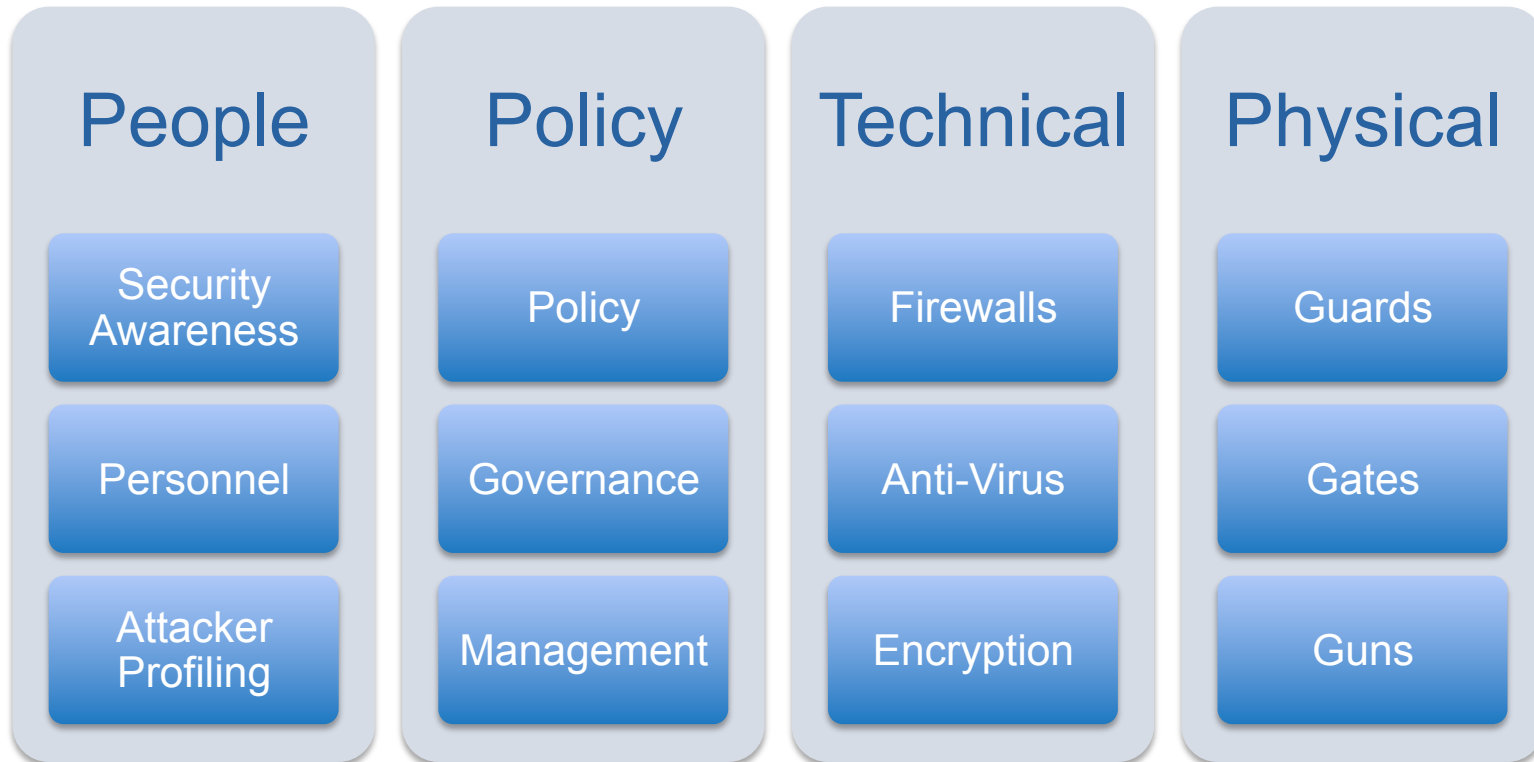 People
Security
Awareness
Personnel
Attacker
Profiling
Policy
Policy
Governance
Management
Technical
Firewalls
Anti-Virus
Encryption
Physical
Guards
Gates
Guns